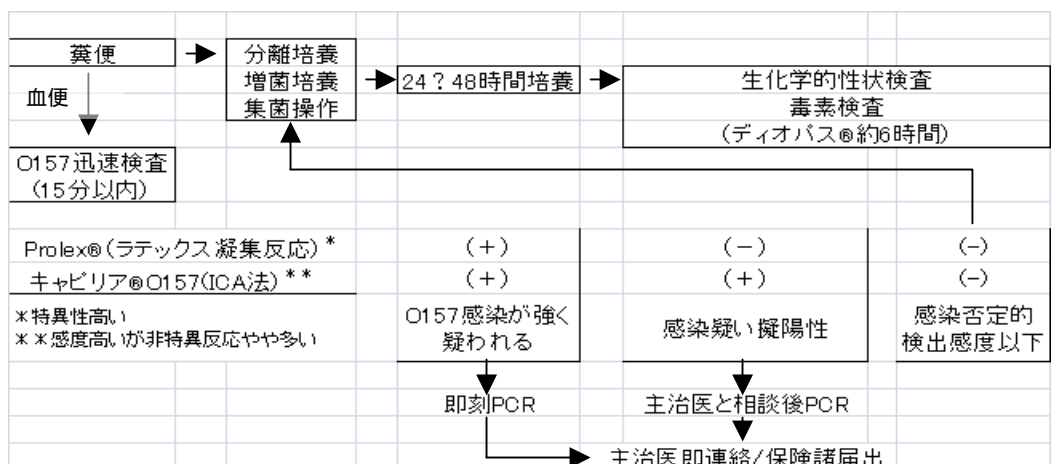 糞便
分離培養
増菌培養
集菌操作
24?48時間培養
生化学的性状検査
毒素検査
(ディオパス®約6時間)
血便
O157迅速検査
(15分以内)
Prolex®(ラテックス凝集反応)*
(+)
(-)
(-)
キャピリア®O157(ICA法)**
(+)
(+)
(-)
*特異性高い
**感度高いが非特異反応やや多い
O157感染が強く
疑われる
感染疑い擬陽性
感染否定的
検出感度以下
即刻PCR
主治医と相談後PCR
主治医即連絡/保険諸届出